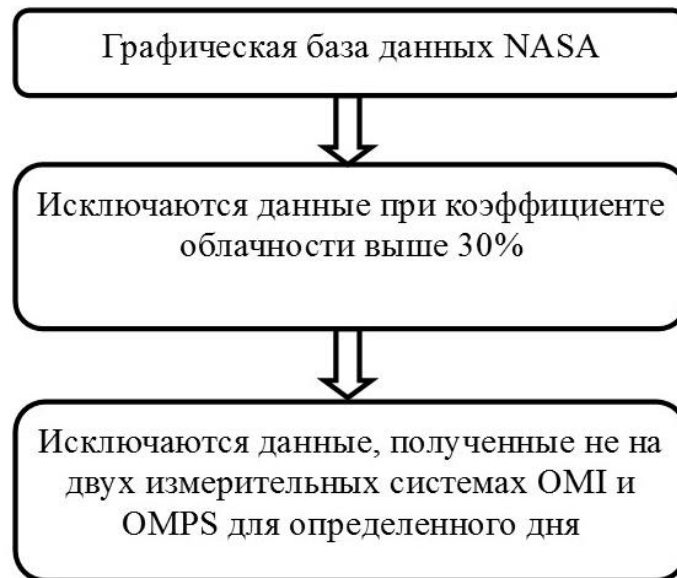 Графическая база данных NASA
Исключаются данные при коэффициенте
облачности выше 30%
Исключаются данные, полученные не на
двух измерительных системах OMI и
OMPS для определенного дня